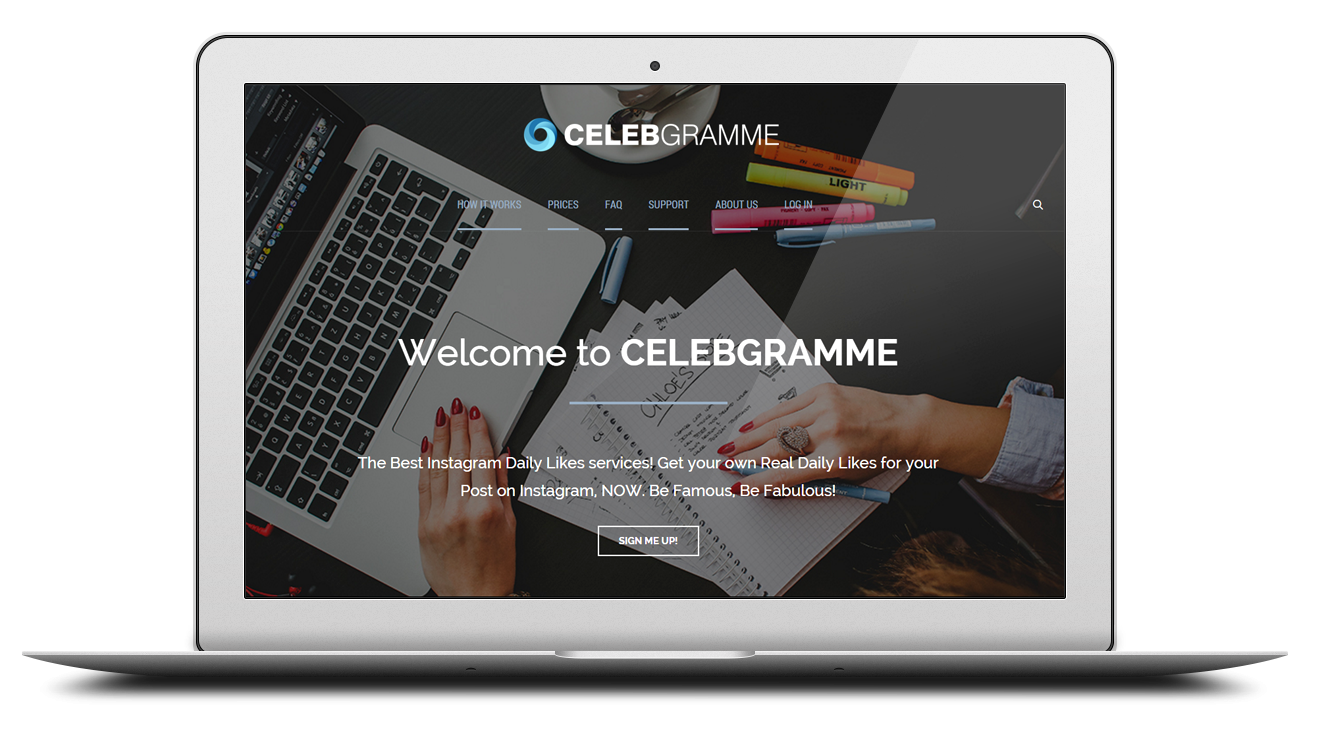 CELEBGRAMME
HOW IT WORKS PRICES FAQ SUPPORT ABOUT US LOG IN
LIGHT
Welcome to CELEBGRAMME
CHLOE'S
The Best Instagram Daily Likes services! Get your own Real Daily Likes for your
Post on Instagram, NOW. Be Famous, Be Fabulous!
SIGN ME UP!